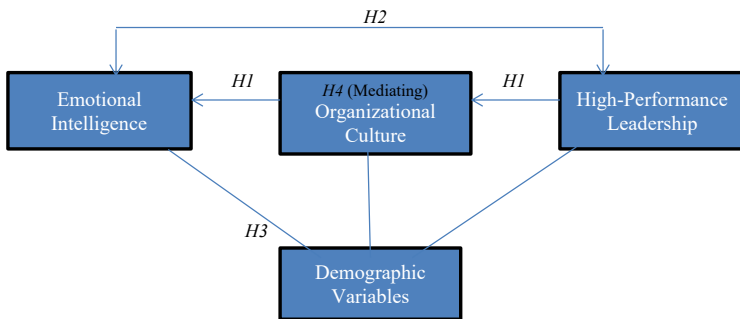 H2
H1
H1
Emotional
Intelligence
H4 (Mediating)
Organizational
Culture
High-Performance
Leadership
H3
Demographic
Variables